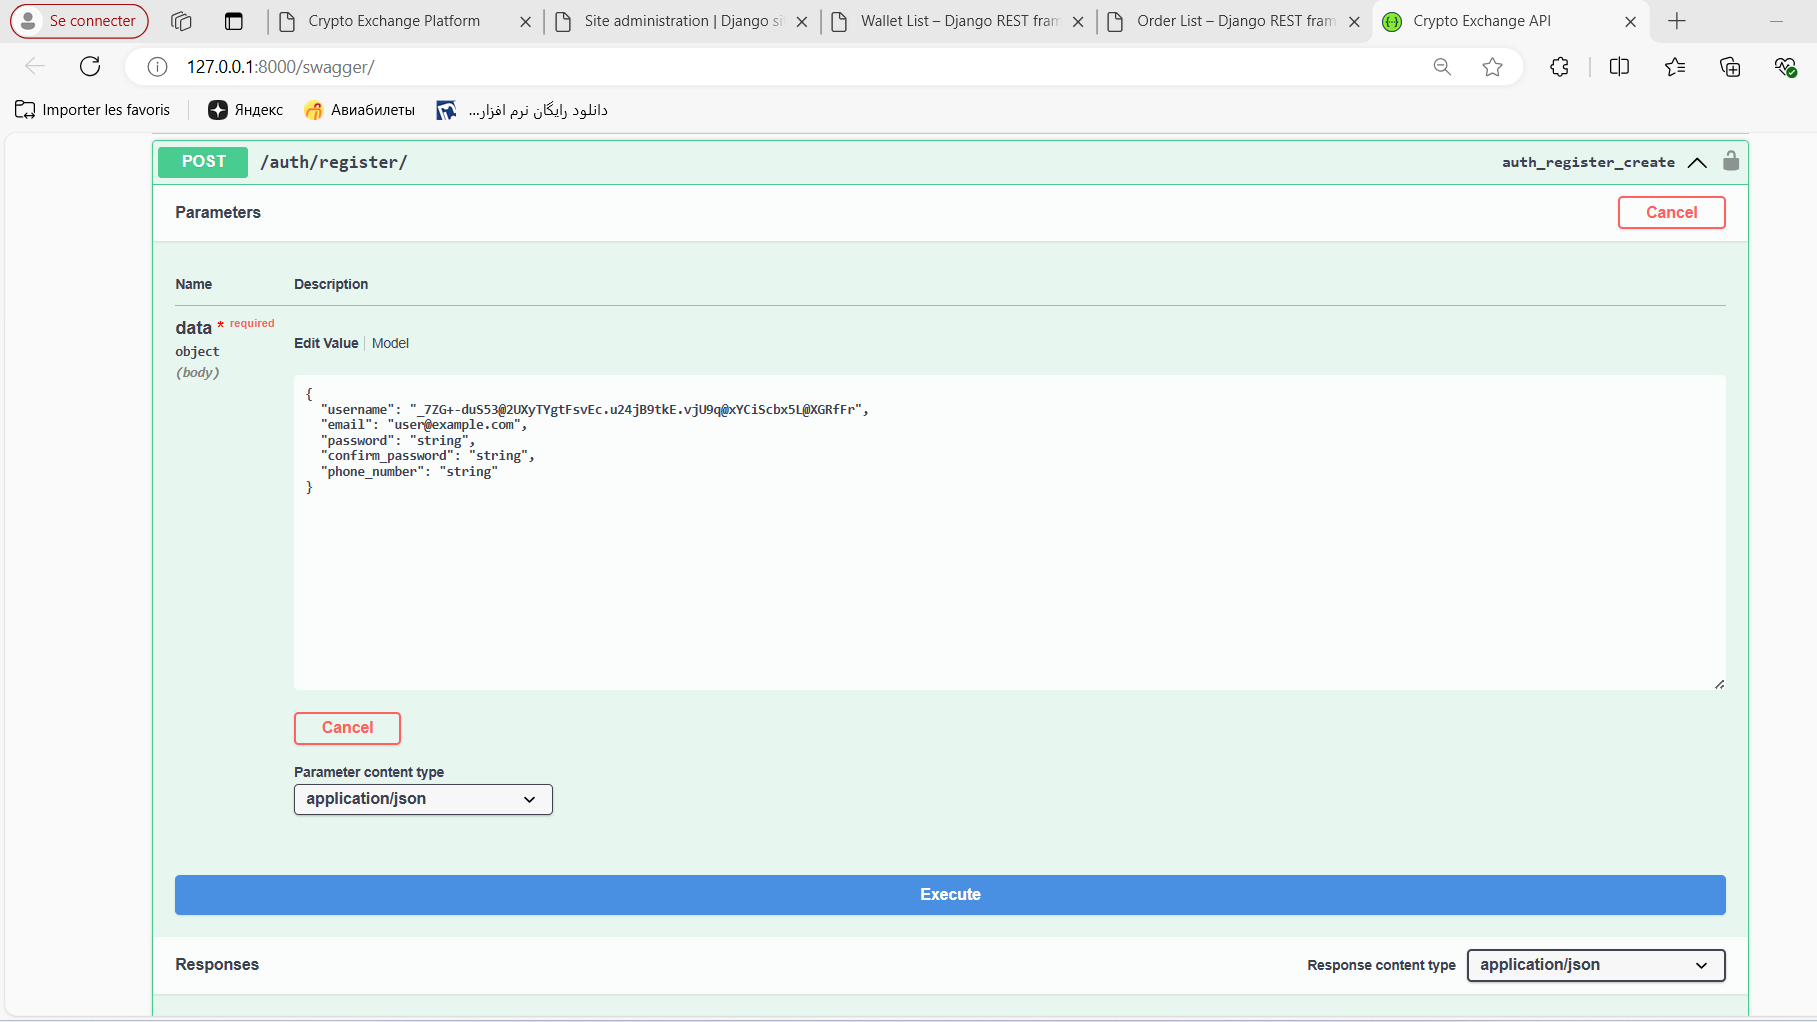 Se connecter
Crypto Exchange Platform
Site administration | Django si
Wallet List – Django REST fram
Order List – Django REST fram
Crypto Exchange API
127.0.0.1:8000/swagger/
Importer les favoris
Яндекс
Авиабилеты
دانلود رایگان نرم افزار...
POST
/auth/register/
auth_register_create
Parameters
Cancel
Name
Description
data * required
object
(body)
Edit Value
Model
{
"username": "_7ZG+-duS53@2UXyTYgtFsvEc.u24jB9tkE.vjU9q@xYCiScbx5L@XGRfFr",
"email": "user@example.com",
"password": "string",
"confirm_password": "string",
"phone_number": "string"
}
Cancel
Parameter content type
application/json
Execute
Responses
Response content type
application/json